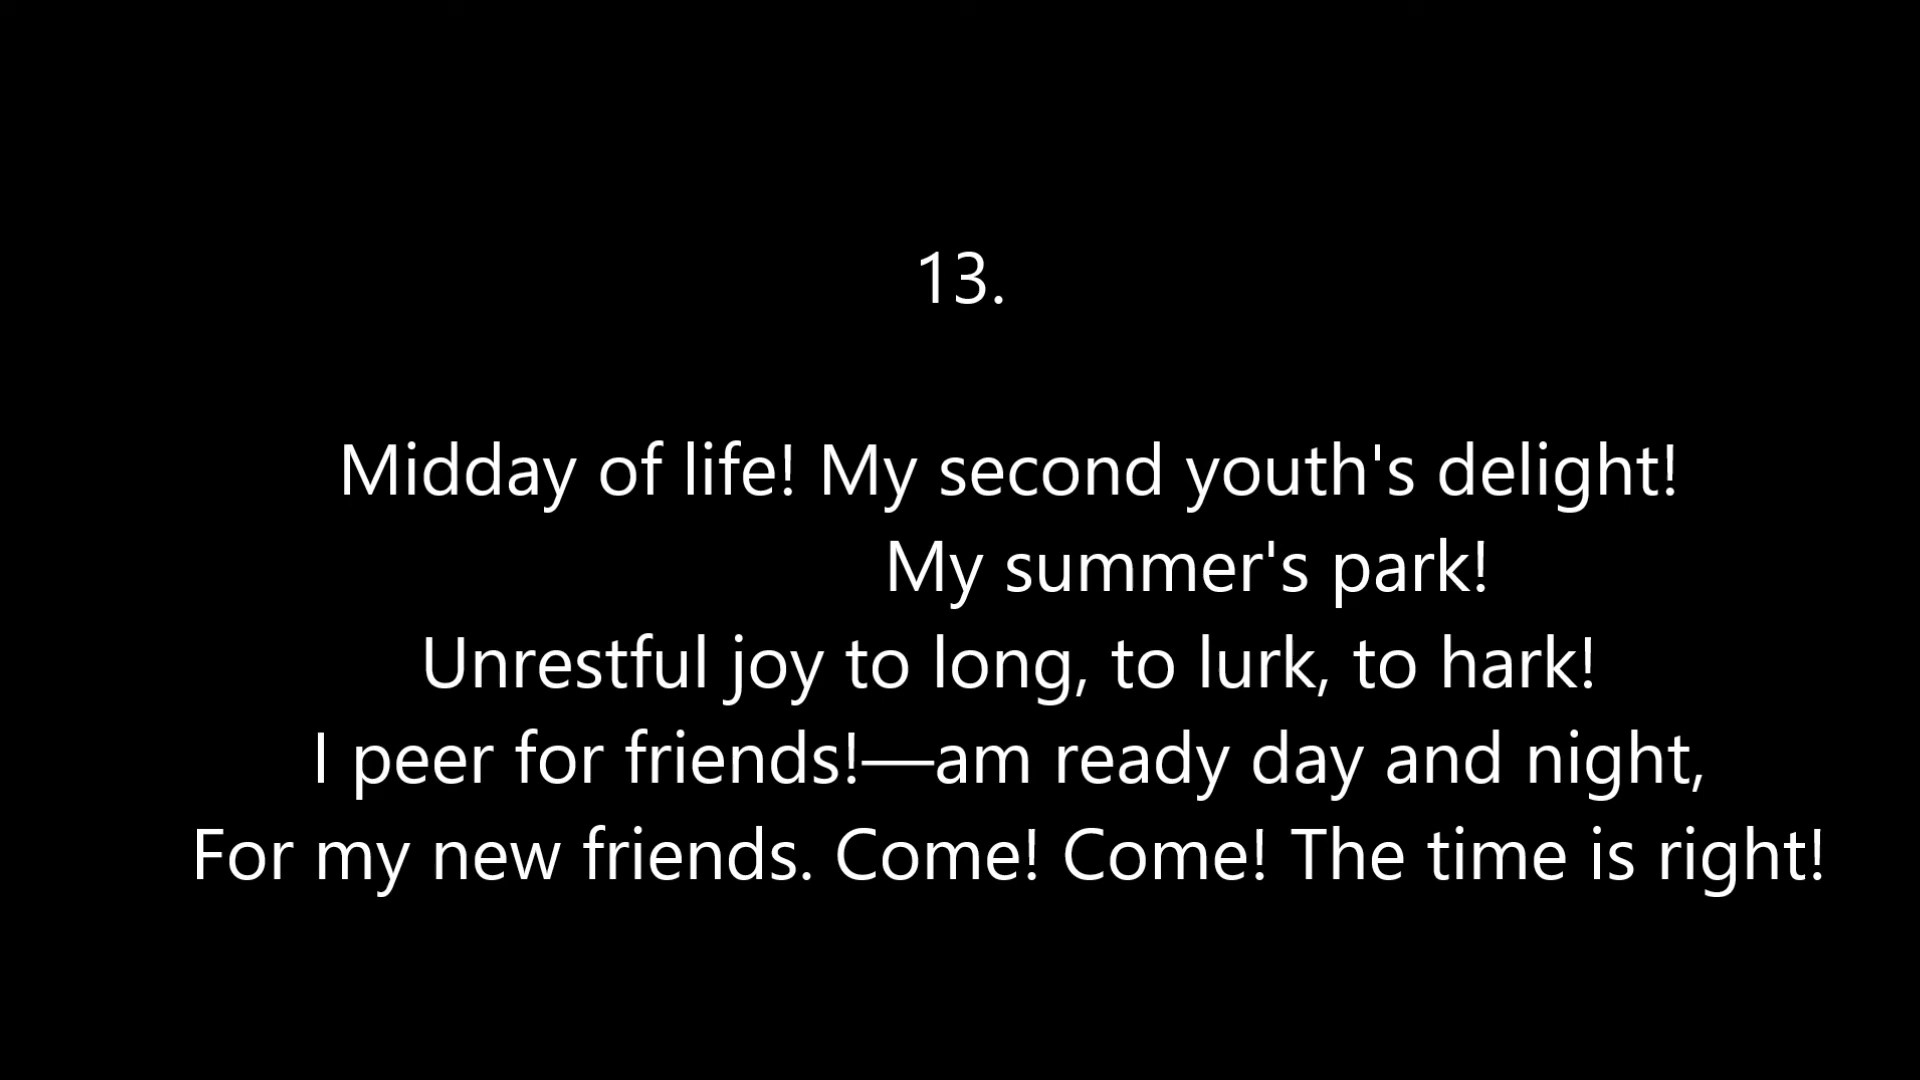 13.
Midday of life! My second youth's delight!
My summer's park!
Unrestful joy to long, to lurk, to hark!
I peer for friends!—am ready day and night,
For my new friends. Come! Come! The time is right!